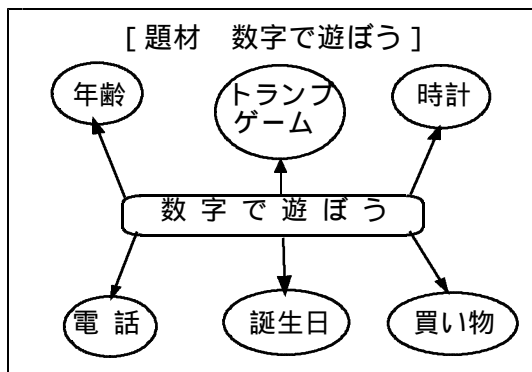 [ 題材　数字で遊ぼう ]
年齢
トランプ
ゲーム
時計
数 字 で 遊 ぼ う
電 話
誕生日
買い物